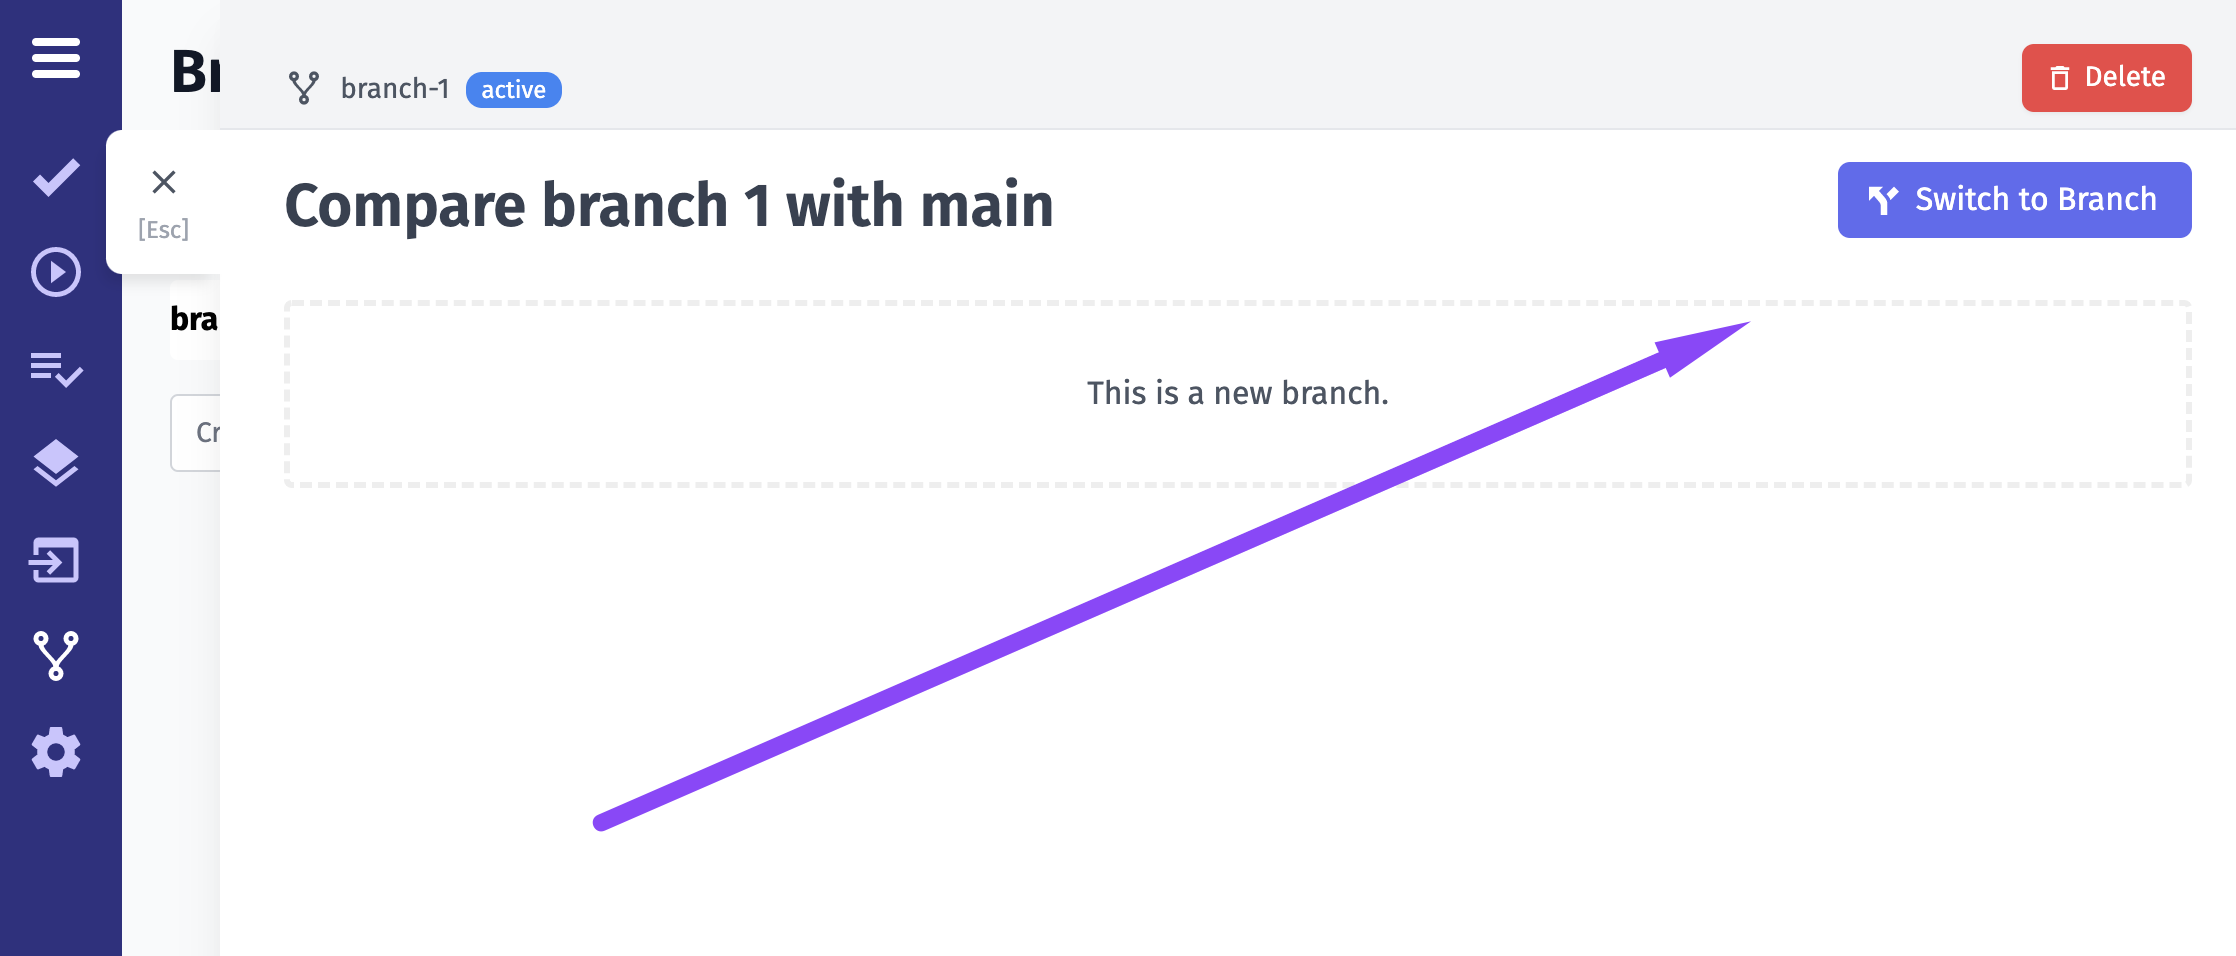 Br
branch-1 active
Delete
[Esc]
Compare branch 1 with main
Switch to Branch
bra
This is a new branch.
Cr